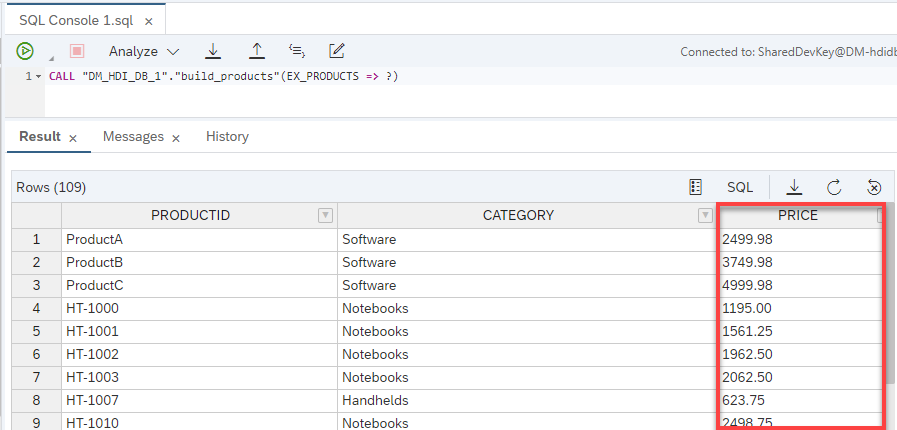 SQL Console 1.sql ×
Analyze Connected to: SharedDevKey@DM-hdidb
1 CALL "DM_HDI_DB_1"."build_products"(EX_PRODUCTS => ?)
Result × Messages × History
Rows (109) SQL
PRODUCTID CATEGORY PRICE
1 ProductA Software 2499.98
2 ProductB Software 3749.98
3 ProductC Software 4999.98
4 HT-1000 Notebooks 1195.00
5 HT-1001 Notebooks 1561.25
6 HT-1002 Notebooks 1962.50
7 HT-1003 Notebooks 2062.50
8 HT-1007 Handhelds 623.75
9 HT-1010 Notebooks 2498.75